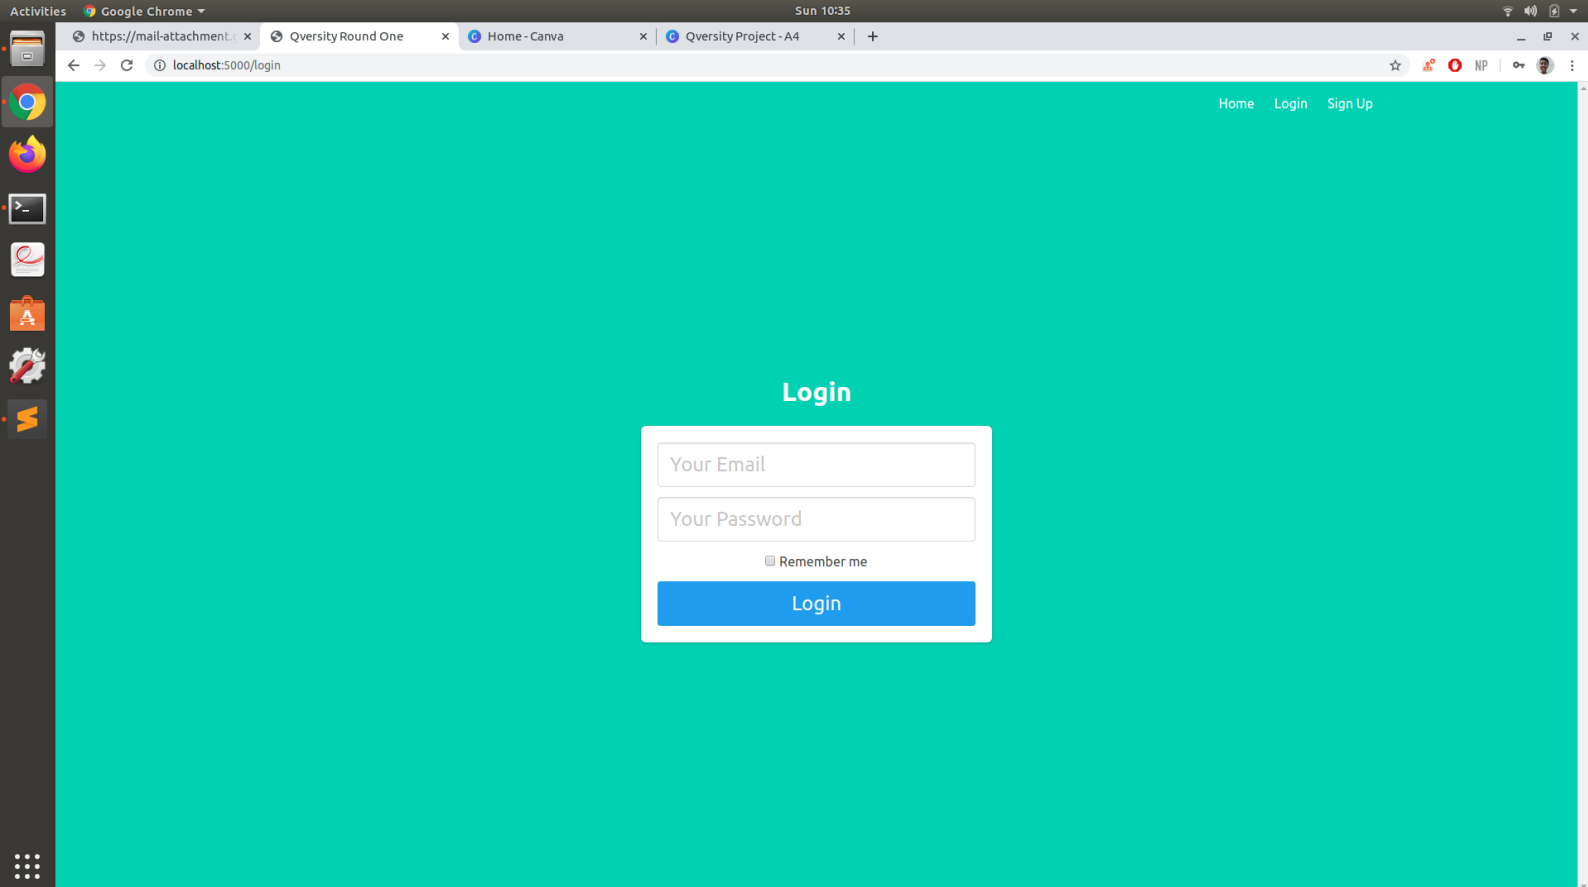 Activities Google Chrome Sun 10:35
https://mail-attachment. Qversity Round One Home - Canva Qversity Project - A4
localhost:5000/login NP
Home Login Sign Up
Login
Your Email
Your Password
Remember me
Login